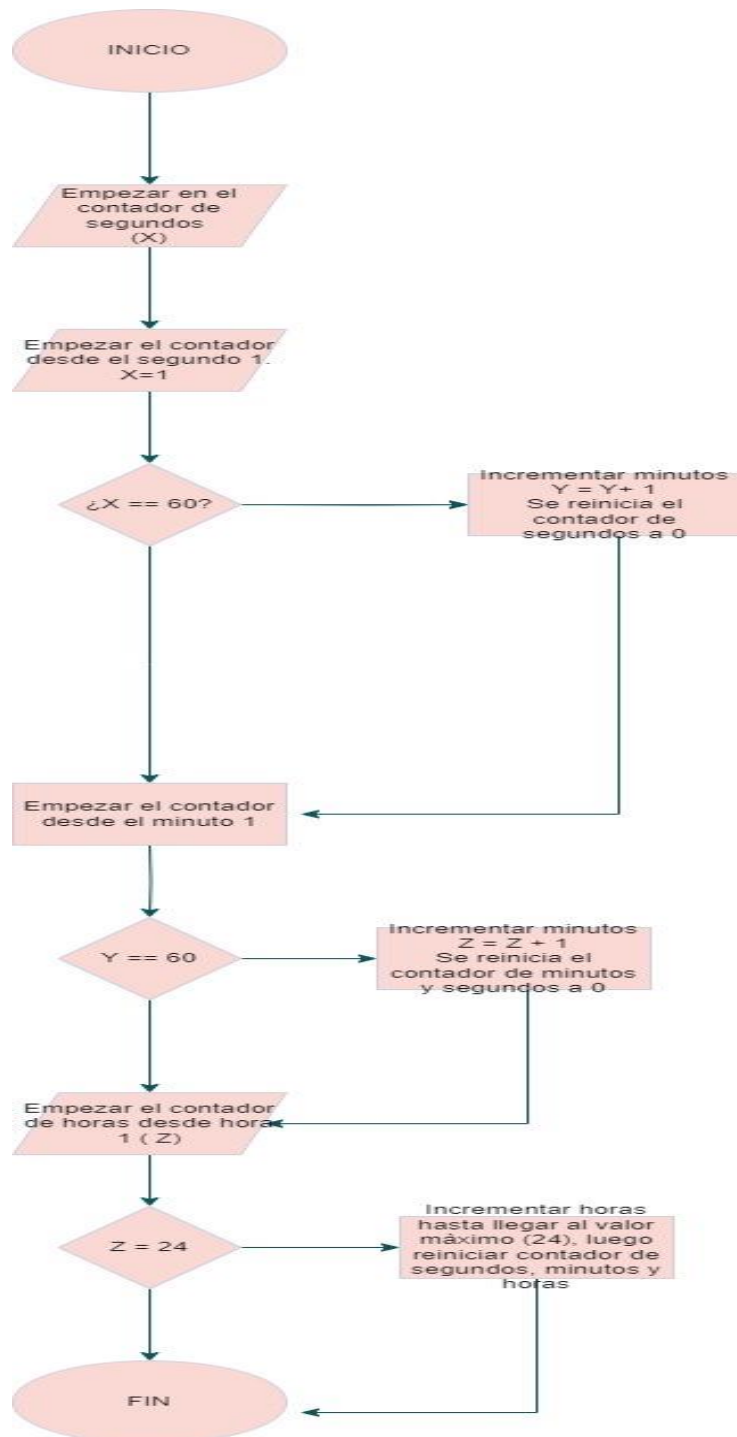 INICIO
Empezar en el
contador de
segundos
(X)
Empezar el contador
desde el segundo 1.
X=1
¿X == 60?
Incrementar minutos
Y = Y+ 1
Se reinicia el
contador de
segundos a 0
Empezar el contador
desde el minuto 1
Y == 60
Incrementar minutos
Z = Z + 1
Se reinicia el
contador de minutos
y segundos a 0
Empezar el contador
de horas desde hora
1 ( Z)
Z = 24
Incrementar horas
hasta llegar al valor
máximo (24), luego
reiniciar contador de
segundos, minutos y
horas
FIN